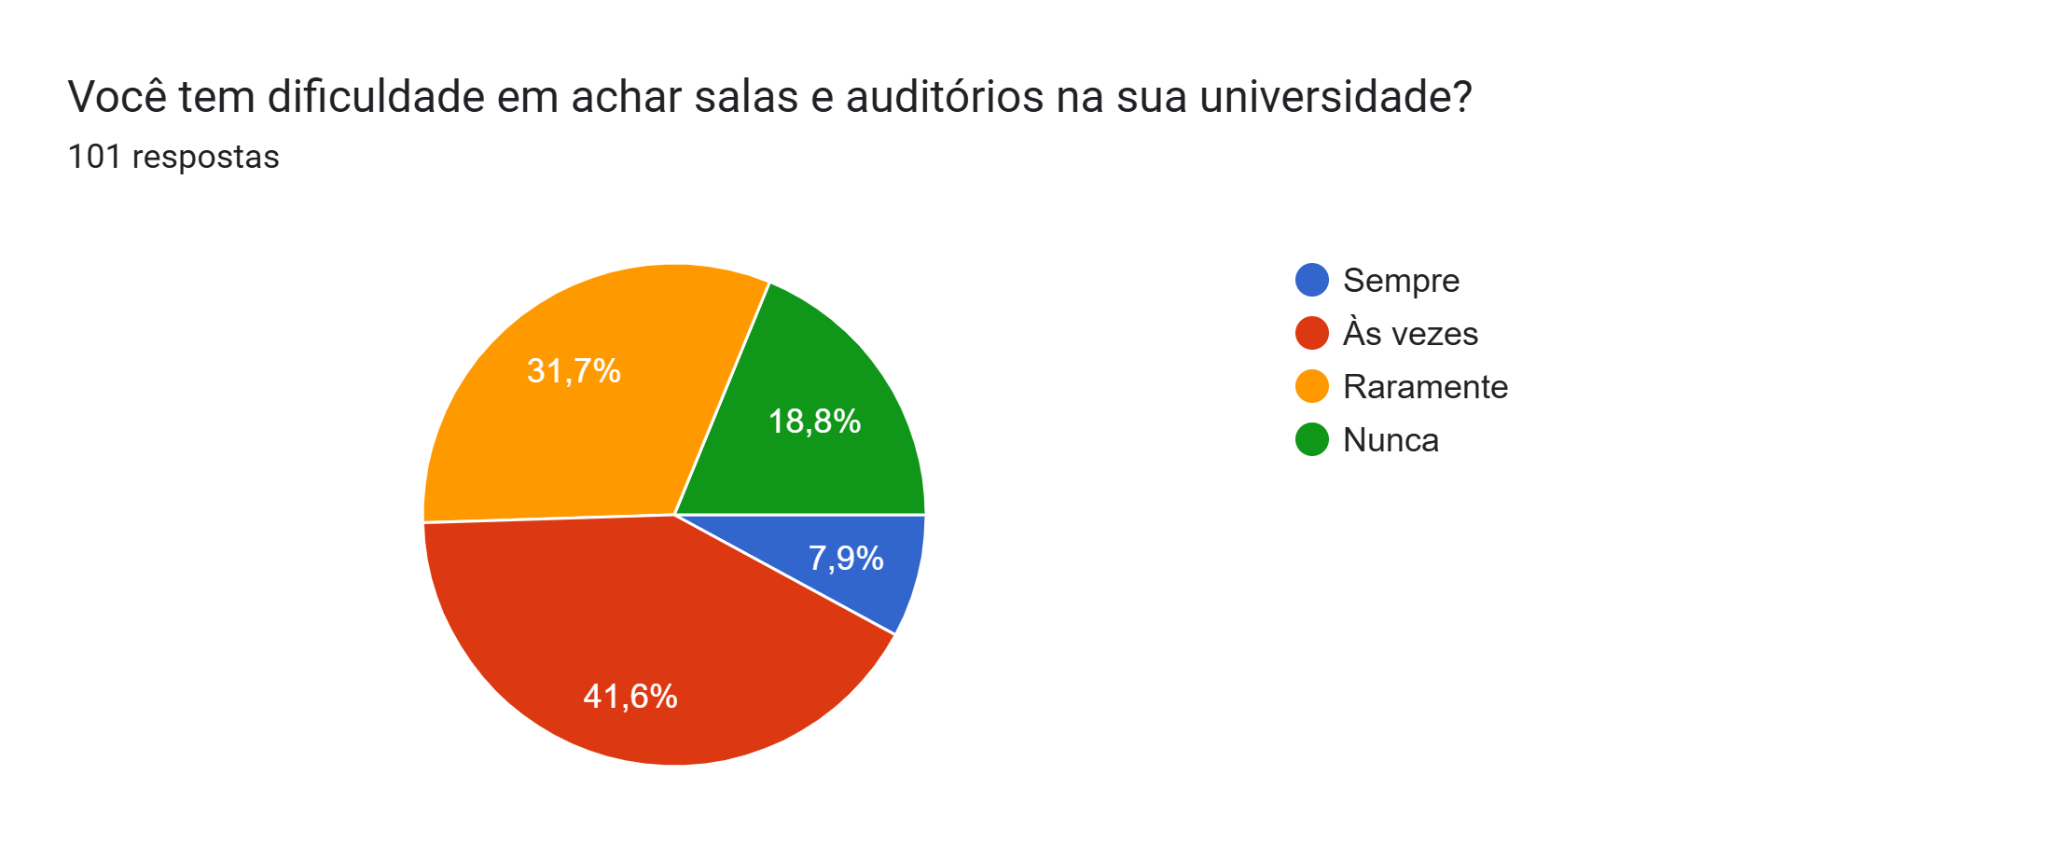 Você tem dificuldade em achar salas e auditórios na sua universidade?
101 respostas
31,7%
18,8%
7,9%
41,6%
Sempre
Às vezes
Raramente
Nunca